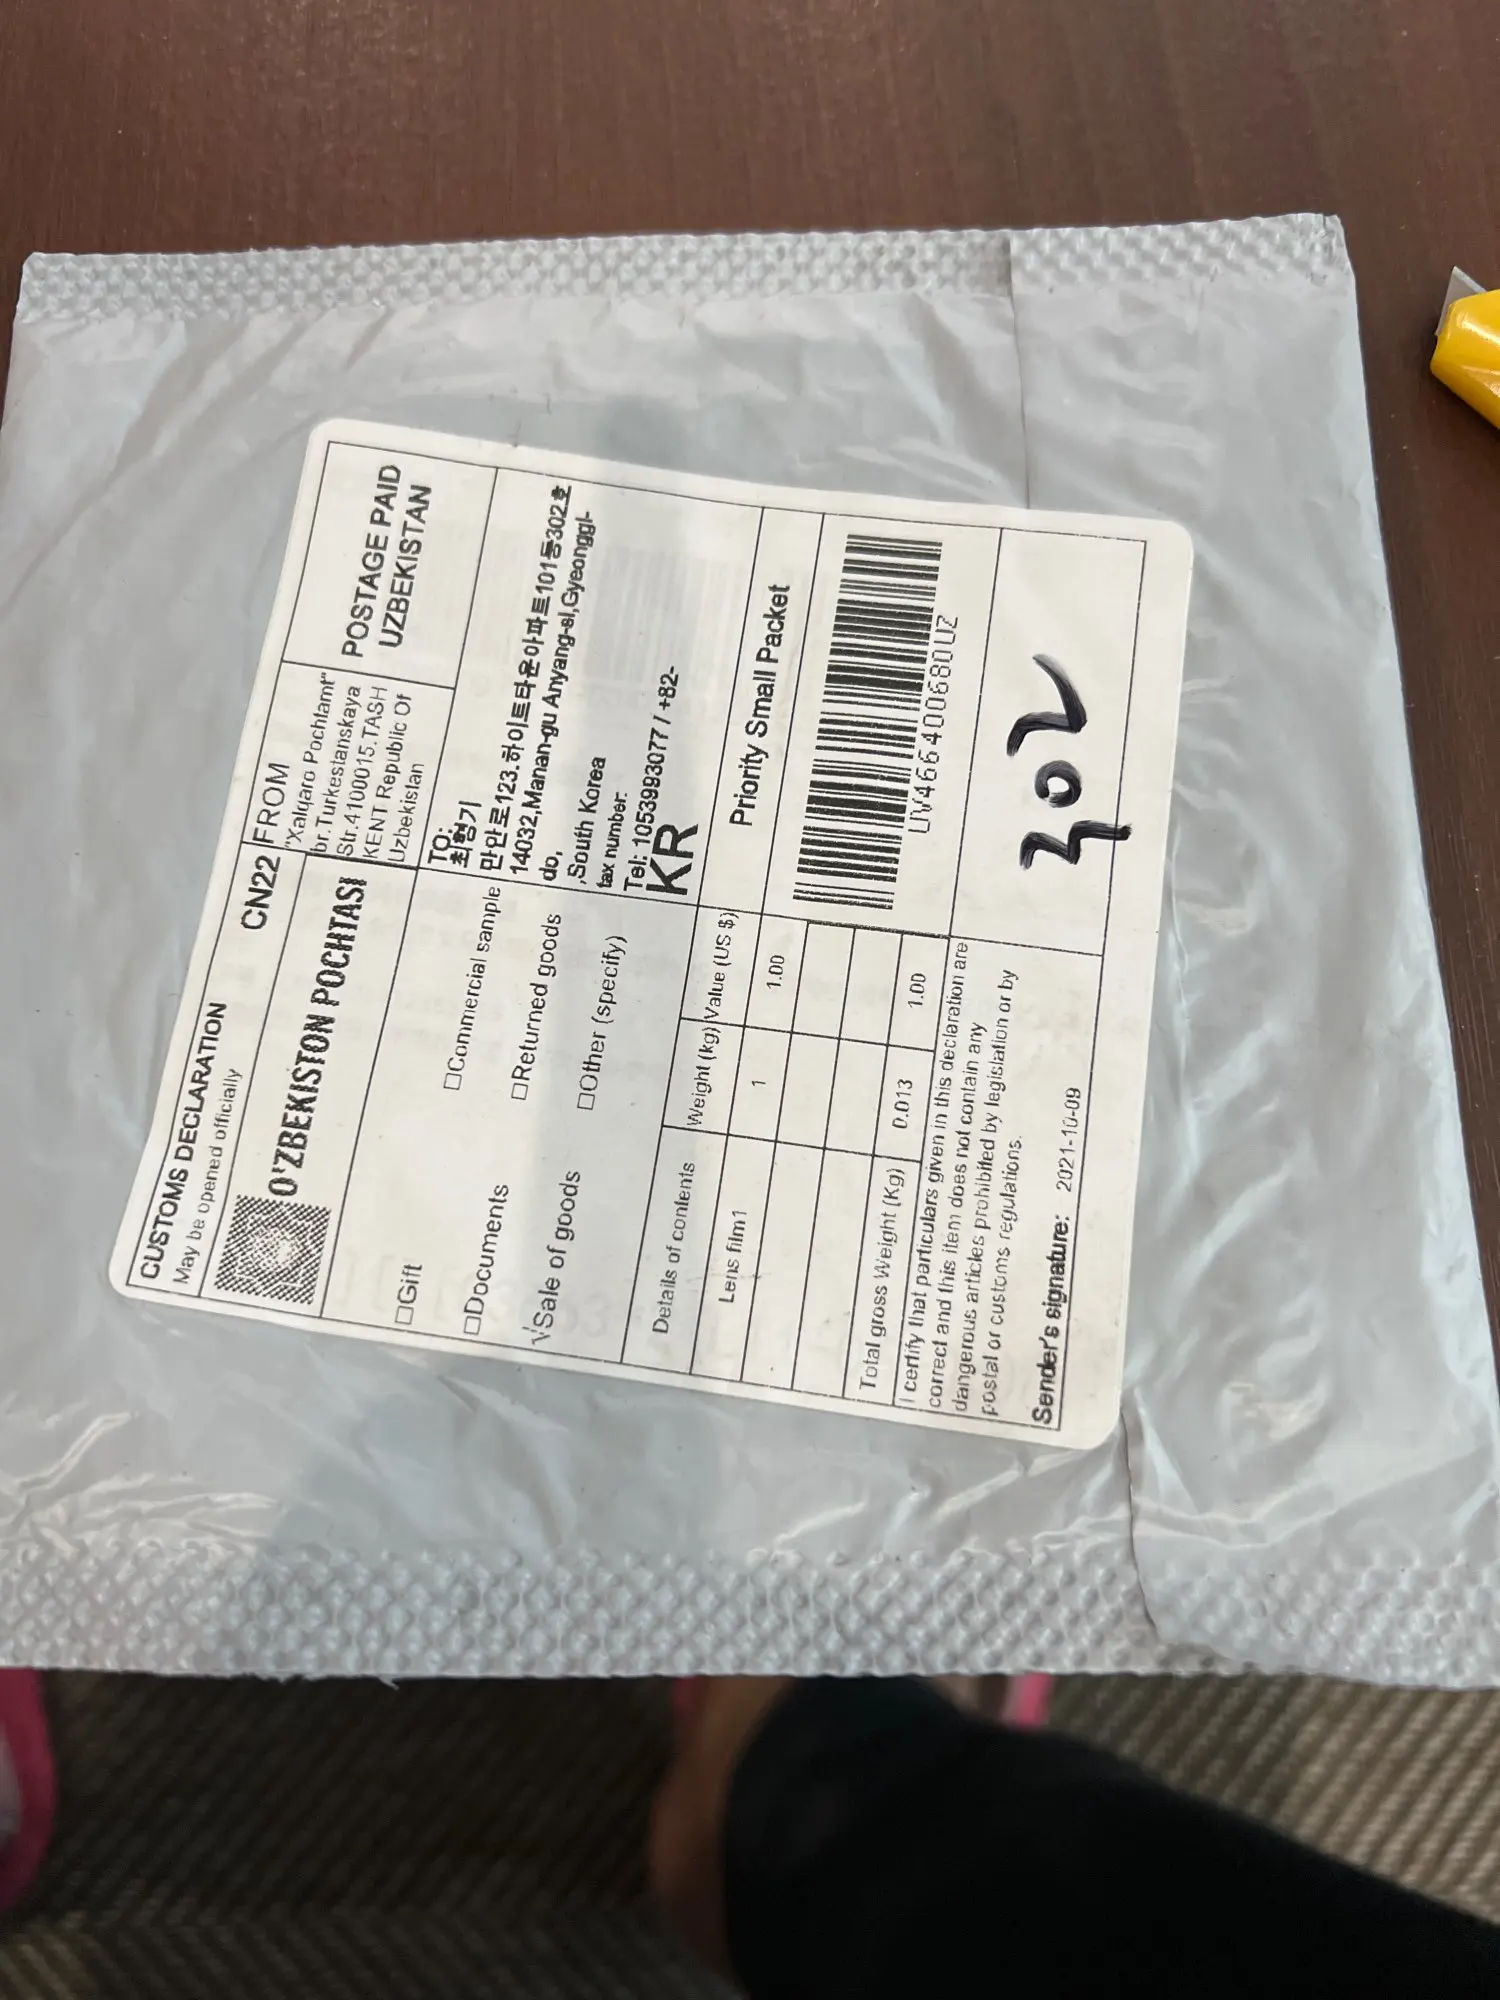 CUSTOMS DECLARATION
May be opened officially
CN22
O'ZBEKISTON POCHTASI
FROM
"Xalqaro Pochtamt"
br.Turkestanskaya
Str.4100015.TASH
KENT Republic Of
Uzbekistan
POSTAGE PAID
UZBEKISTAN
□Gift
□Commercial sample
□Documents
□Returned goods
√Sale of goods
□Other (specify)
TO:
최형기
만안로123.하이트타운아파트101동302호
14032,Manan-gu Anyang-si,Gyeonggi-
do,
,South Korea
tax number:
Tel: 1053993077 / +82-
KR
Details of contents
Weight (kg)
Value (US $)
Priority Small Packet
Lens film1
1
1.00
Total gross Weight (Kg)
0.013
1.00
UV466400680UZ
I certify that particulars given in this declaration are
correct and this item does not contain any
dangerous articles prohibited by legislation or by
postal or customs regulations.
Sender's signature: 2021-10-09
302